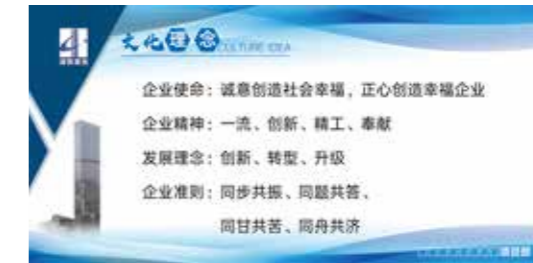 文化理念
CULTURE IDEA
企业使命：诚意创造社会幸福，正心创造幸福企业
企业精神：一流、创新、精工、奉献
发展理念：创新、转型、升级
企业准则：同步共振、同题共答、
同甘共苦、同舟共济
项目部